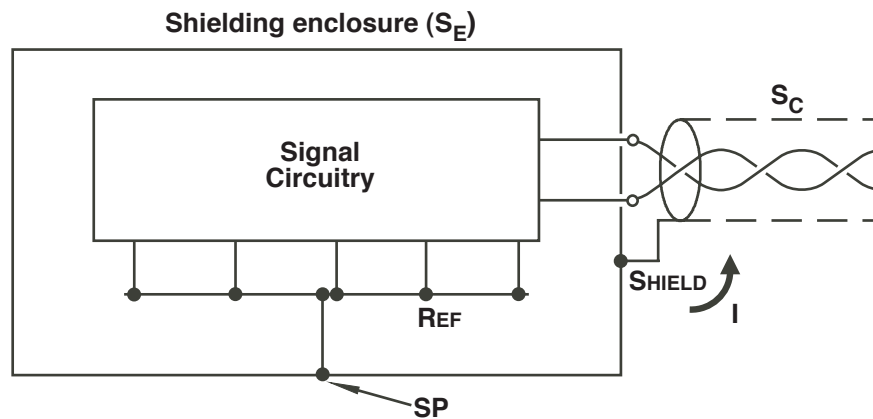 Shielding enclosure (SE)
SC
Signal
Circuitry
SHIELD
REF
I
SP